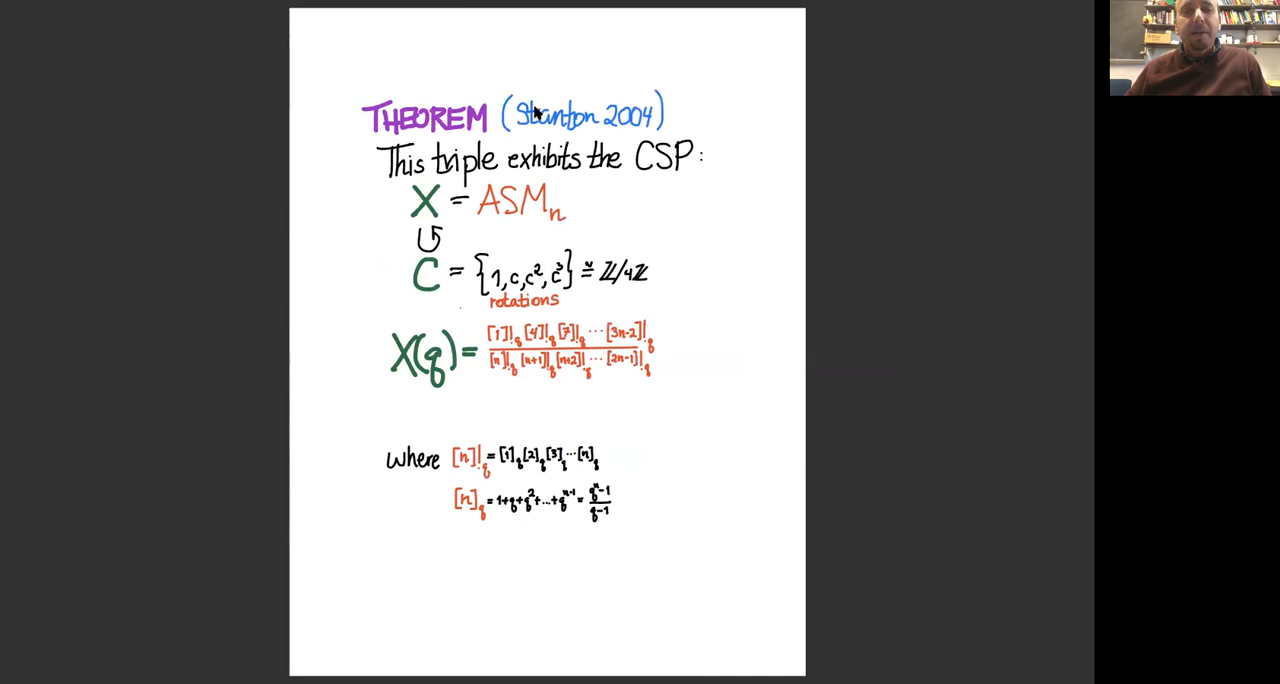 THEOREM (Stanton 2004)
This triple exhibits the CSP:
X = ASM_n
↺
C = {1, c, c², c³} ≅ ℤ/4ℤ
rotations
X(q) = [1]!_q [4]!_q [7]!_q ⋯ [3n-2]!_q / [n]!_q [n+1]!_q [n+2]!_q ⋯ [2n-1]!_q
where [n]!_q = [1]_q [2]_q [3]_q ⋯ [n]_q
[n]_q = 1+q+q²+...+q^{n-1} = (q^n-1)/(q-1)